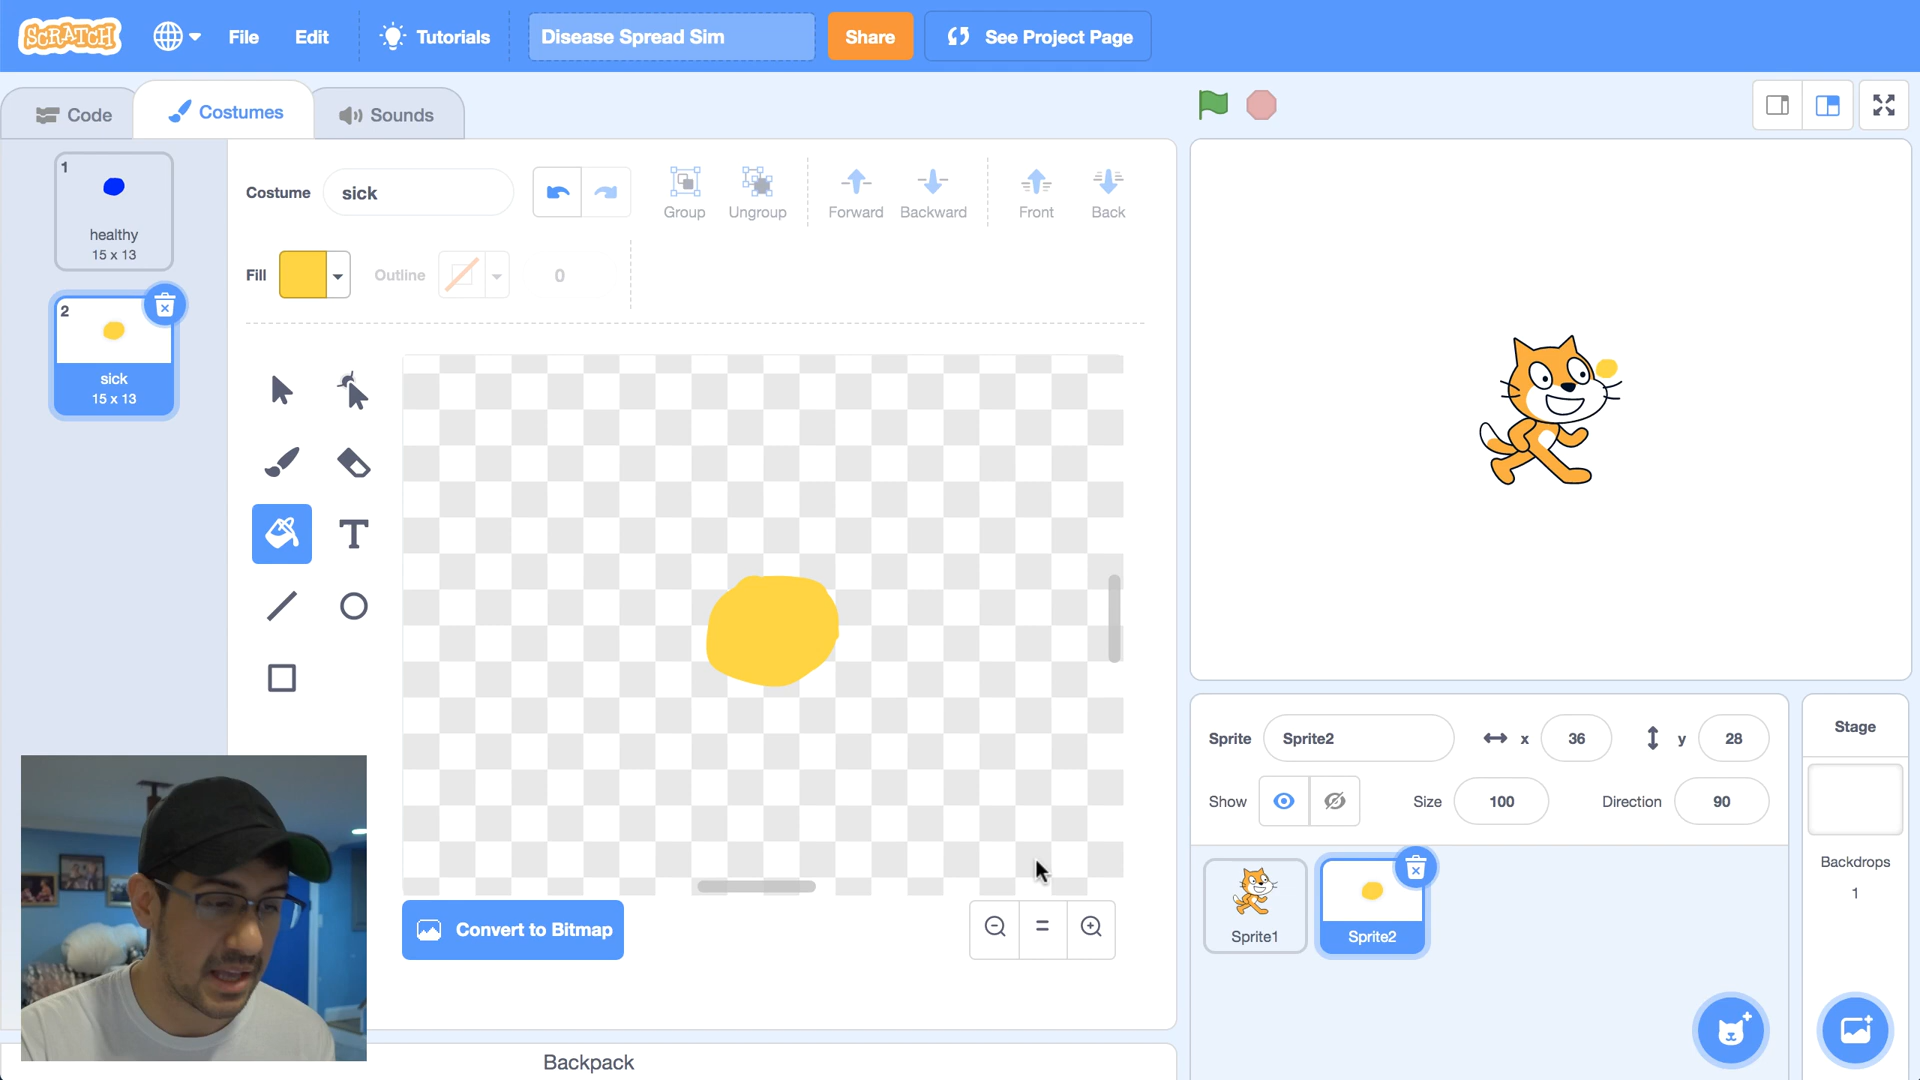 SCRATCH
File
Edit
Tutorials
Disease Spread Sim
Share
See Project Page
Code
Costumes
Sounds
1
healthy
15 x 13
2
sick
15 x 13
Costume
sick
Group
Ungroup
Forward
Backward
Front
Back
Fill
Outline
0
T
Convert to Bitmap
=
Backpack
Sprite
Sprite2
x
36
y
28
Show
Size
100
Direction
90
Sprite1
Sprite2
Stage
Backdrops
1